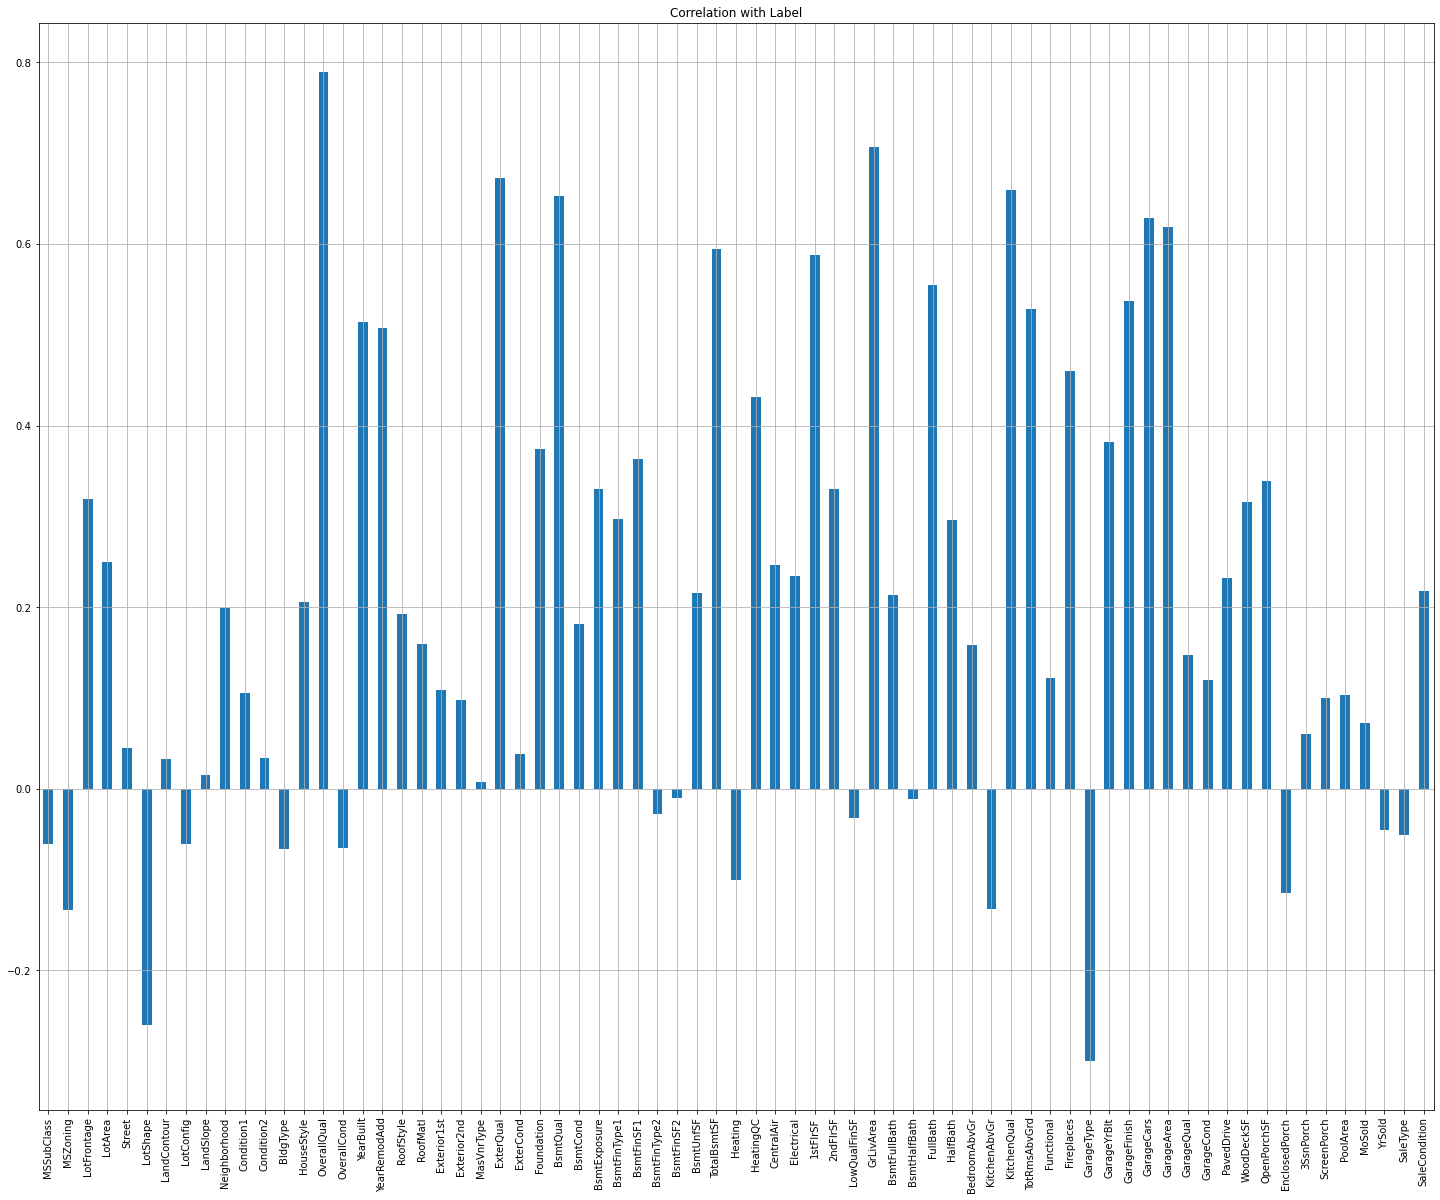 Correlation with Label
0.8
0.6
0.4
0.2
0.0
−0.2
MSSubClass
MSZoning
LotFrontage
LotArea
Street
LotShape
LandContour
LotConfig
LandSlope
Neighborhood
Condition1
Condition2
BldgType
HouseStyle
OverallQual
OverallCond
YearBuilt
YearRemodAdd
RoofStyle
RoofMatl
Exterior1st
Exterior2nd
MasVnrType
ExterQual
ExterCond
Foundation
BsmtQual
BsmtCond
BsmtExposure
BsmtFinType1
BsmtFinSF1
BsmtFinType2
BsmtFinSF2
BsmtUnfSF
TotalBsmtSF
Heating
HeatingQC
CentralAir
Electrical
1stFlrSF
2ndFlrSF
LowQualFinSF
GrLivArea
BsmtFullBath
BsmtHalfBath
FullBath
HalfBath
BedroomAbvGr
KitchenAbvGr
KitchenQual
TotRmsAbvGrd
Functional
Fireplaces
GarageType
GarageYrBlt
GarageFinish
GarageCars
GarageArea
GarageQual
GarageCond
PavedDrive
WoodDeckSF
OpenPorchSF
EnclosedPorch
3SsnPorch
ScreenPorch
PoolArea
MoSold
YrSold
SaleType
SaleCondition